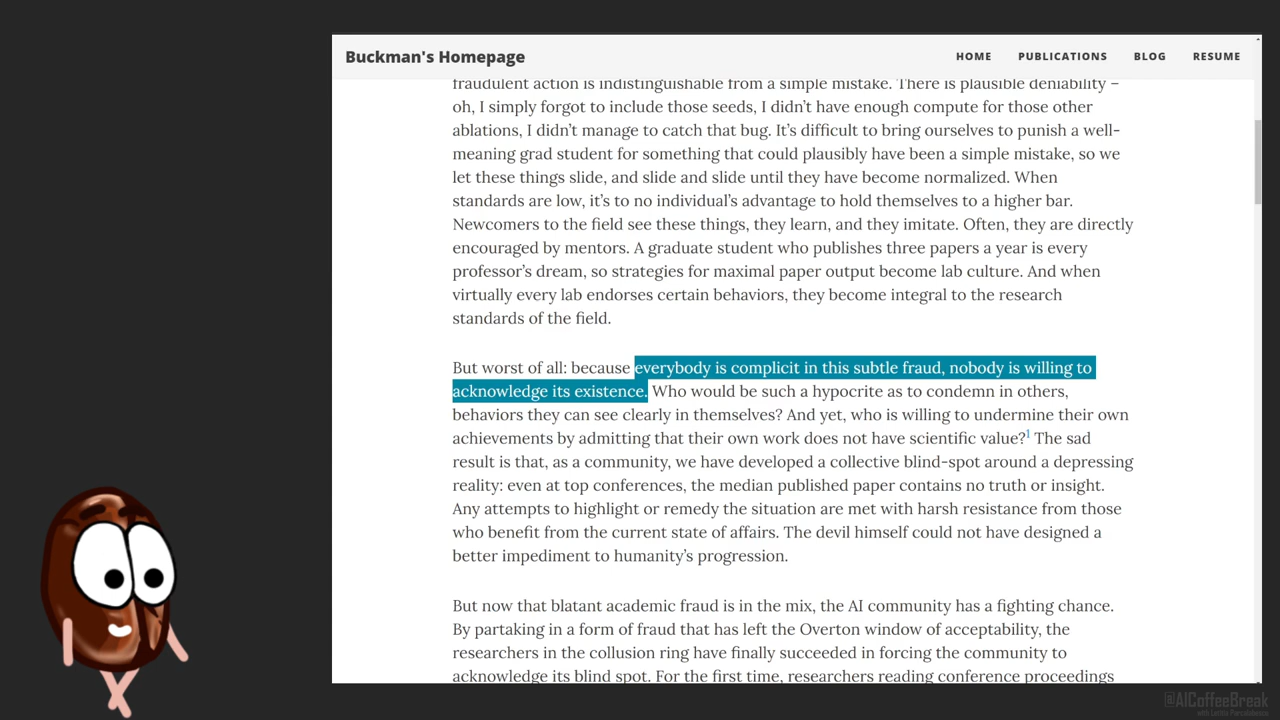 Buckman's Homepage
HOME PUBLICATIONS BLOG RESUME
fraudulent action is indistinguishable from a simple mistake. There is plausible deniability –
oh, I simply forgot to include those seeds, I didn’t have enough compute for those other
ablations, I didn’t manage to catch that bug. It’s difficult to bring ourselves to punish a well-
meaning grad student for something that could plausibly have been a simple mistake, so we
let these things slide, and slide and slide until they have become normalized. When
standards are low, it’s to no individual’s advantage to hold themselves to a higher bar.
Newcomers to the field see these things, they learn, and they imitate. Often, they are directly
encouraged by mentors. A graduate student who publishes three papers a year is every
professor’s dream, so strategies for maximal paper output become lab culture. And when
virtually every lab endorses certain behaviors, they become integral to the research
standards of the field.
But worst of all: because everybody is complicit in this subtle fraud, nobody is willing to
acknowledge its existence. Who would be such a hypocrite as to condemn in others,
behaviors they can see clearly in themselves? And yet, who is willing to undermine their own
achievements by admitting that their own work does not have scientific value?1 The sad
result is that, as a community, we have developed a collective blind-spot around a depressing
reality: even at top conferences, the median published paper contains no truth or insight.
Any attempts to highlight or remedy the situation are met with harsh resistance from those
who benefit from the current state of affairs. The devil himself could not have designed a
better impediment to humanity’s progression.
But now that blatant academic fraud is in the mix, the AI community has a fighting chance.
By partaking in a form of fraud that has left the Overton window of acceptability, the
researchers in the collusion ring have finally succeeded in forcing the community to
acknowledge its blind spot. For the first time, researchers reading conference proceedings
@AICoffeeBreak